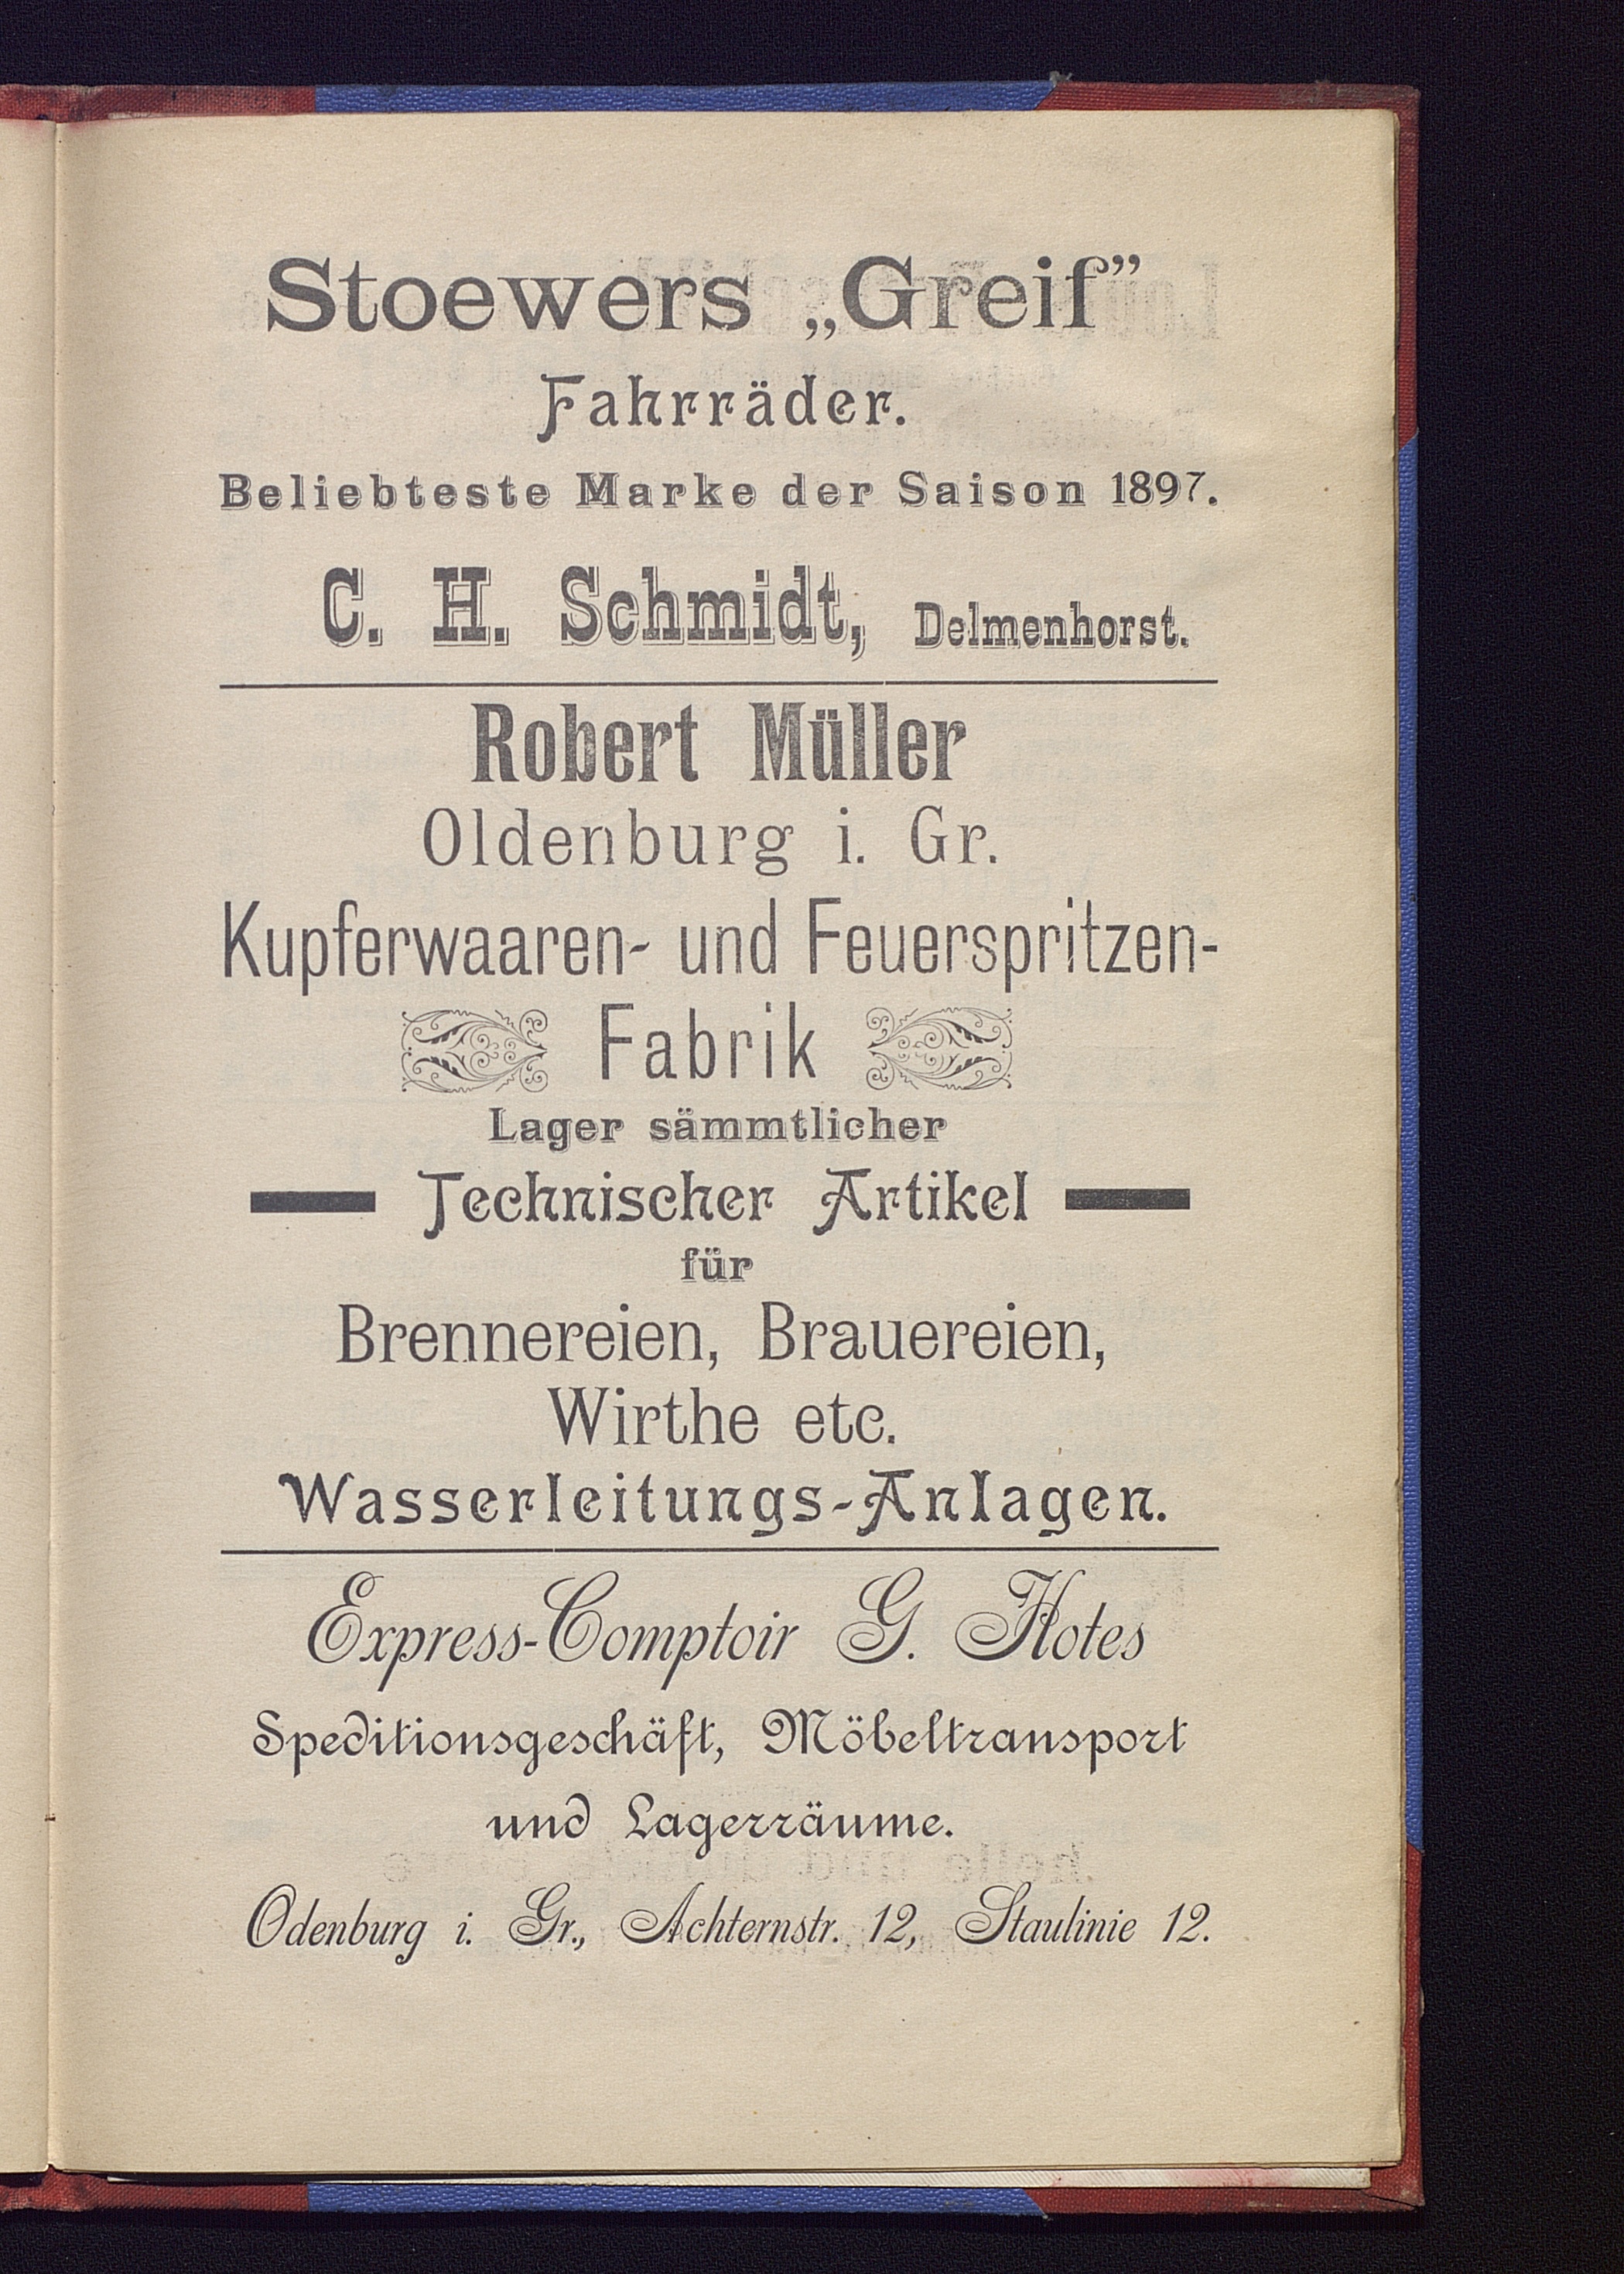 Stoewers „Greif”
Fahrräder.
Beliebteste Marke der Saison 1897.
C. H. Schmidt, Delmenhorst.
Robert Müller
Oldenburg i. Gr.
Kupferwaaren- und Feuerspritzen-
Fabrik
Lager sämmtlicher
Technischer Artikel
für
Brennereien, Brauereien,
Wirthe etc.
Wasserleitungs-Anlagen.
Express-Comptoir G. Hotes
Speditionsgeschäft, Möbeltransport
und Lagerräume.
Odenburg i. Gr., Achternstr. 12, Staulinie 12.